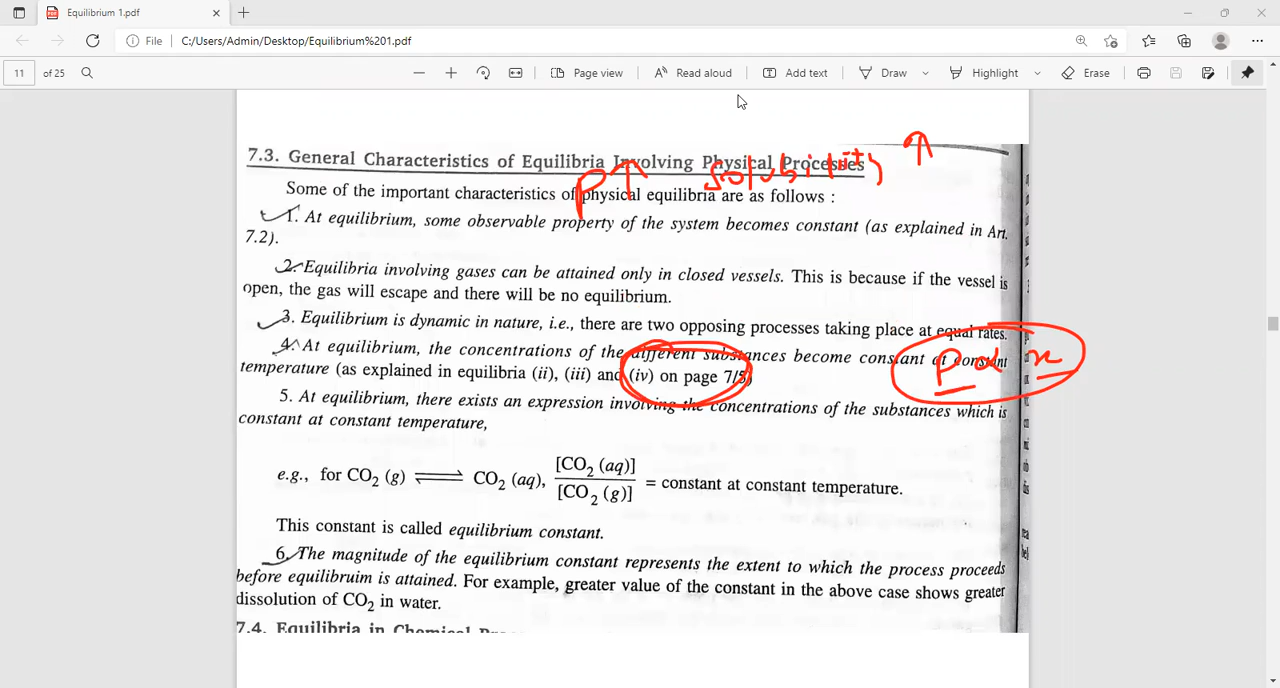 Equilibrium 1.pdf
File C:/Users/Admin/Desktop/Equilibrium%201.pdf
11 of 25 Page view Read aloud Add text Draw Highlight Erase
7.3. General Characteristics of Equilibria Involving Physical Processes
P↑ solubility ↑
Some of the important characteristics of physical equilibria are as follows :
1. At equilibrium, some observable property of the system becomes constant (as explained in Art.
7.2).
2. Equilibria involving gases can be attained only in closed vessels. This is because if the vessel is
open, the gas will escape and there will be no equilibrium.
3. Equilibrium is dynamic in nature, i.e., there are two opposing processes taking place at equal rates.
4. At equilibrium, the concentrations of the different substances become constant at constant
P α x
temperature (as explained in equilibria (ii), (iii) and (iv) on page 7/5)
5. At equilibrium, there exists an expression involving the concentrations of the substances which is
constant at constant temperature,
e.g., for CO2 (g) ⇌ CO2 (aq), [CO2 (aq)] / [CO2 (g)] = constant at constant temperature.
This constant is called equilibrium constant.
6. The magnitude of the equilibrium constant represents the extent to which the process proceeds
before equilibruim is attained. For example, greater value of the constant in the above case shows greater
dissolution of CO2 in water.
7.4. Equilibria in Chemical